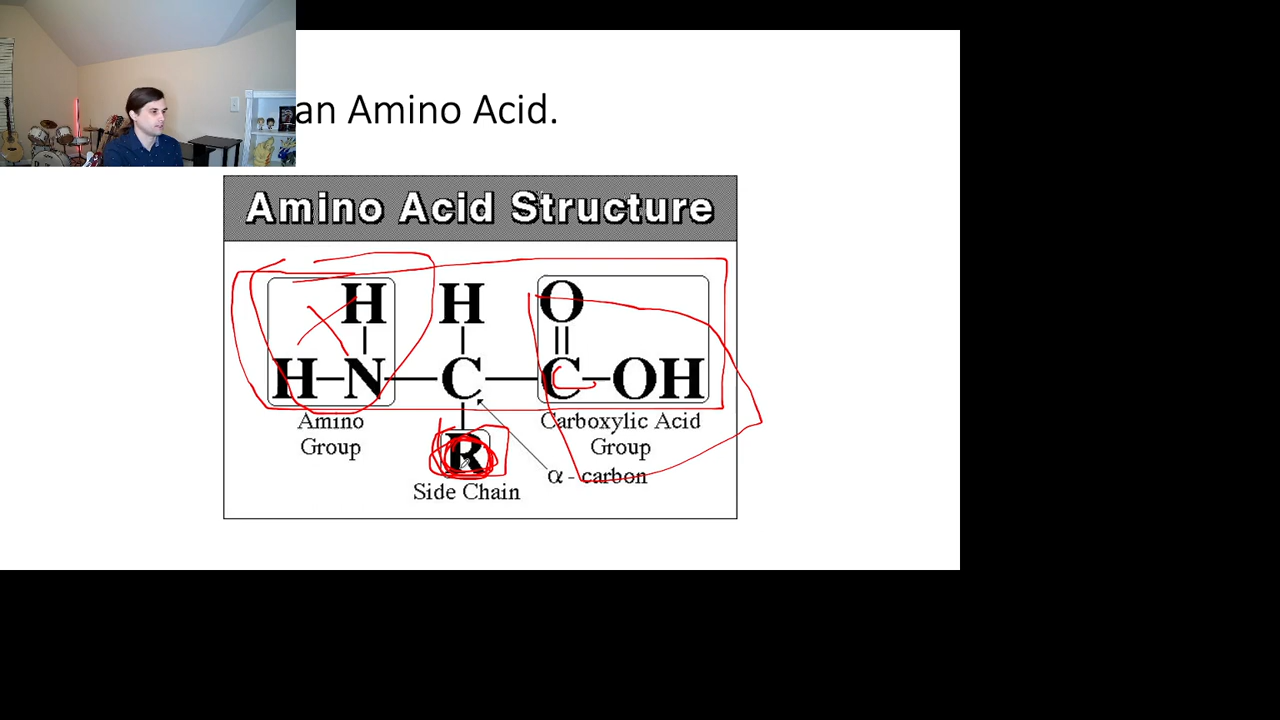 an Amino Acid.
Amino Acid Structure
H H O
H–N–C–C–OH
Amino Carboxylic Acid
Group R Group
α - carbon
Side Chain